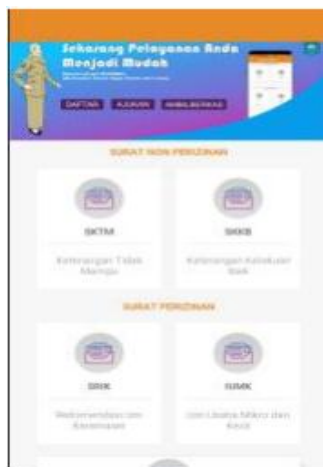 Sekarang Pelayanan Anda
Menjadi Mudah
DAFTAR AJUKAN AMBIL BERKAS
SURAT NON PERIZINAN
SKTM
SKKB
Keterangan Tidak
Mampu
Keterangan Kelakuan
Baik
SURAT PERIZINAN
SRIK
IUMK
Rekomendasi Izin
Keramaian
Izin Usaha Mikro dan
Kecil